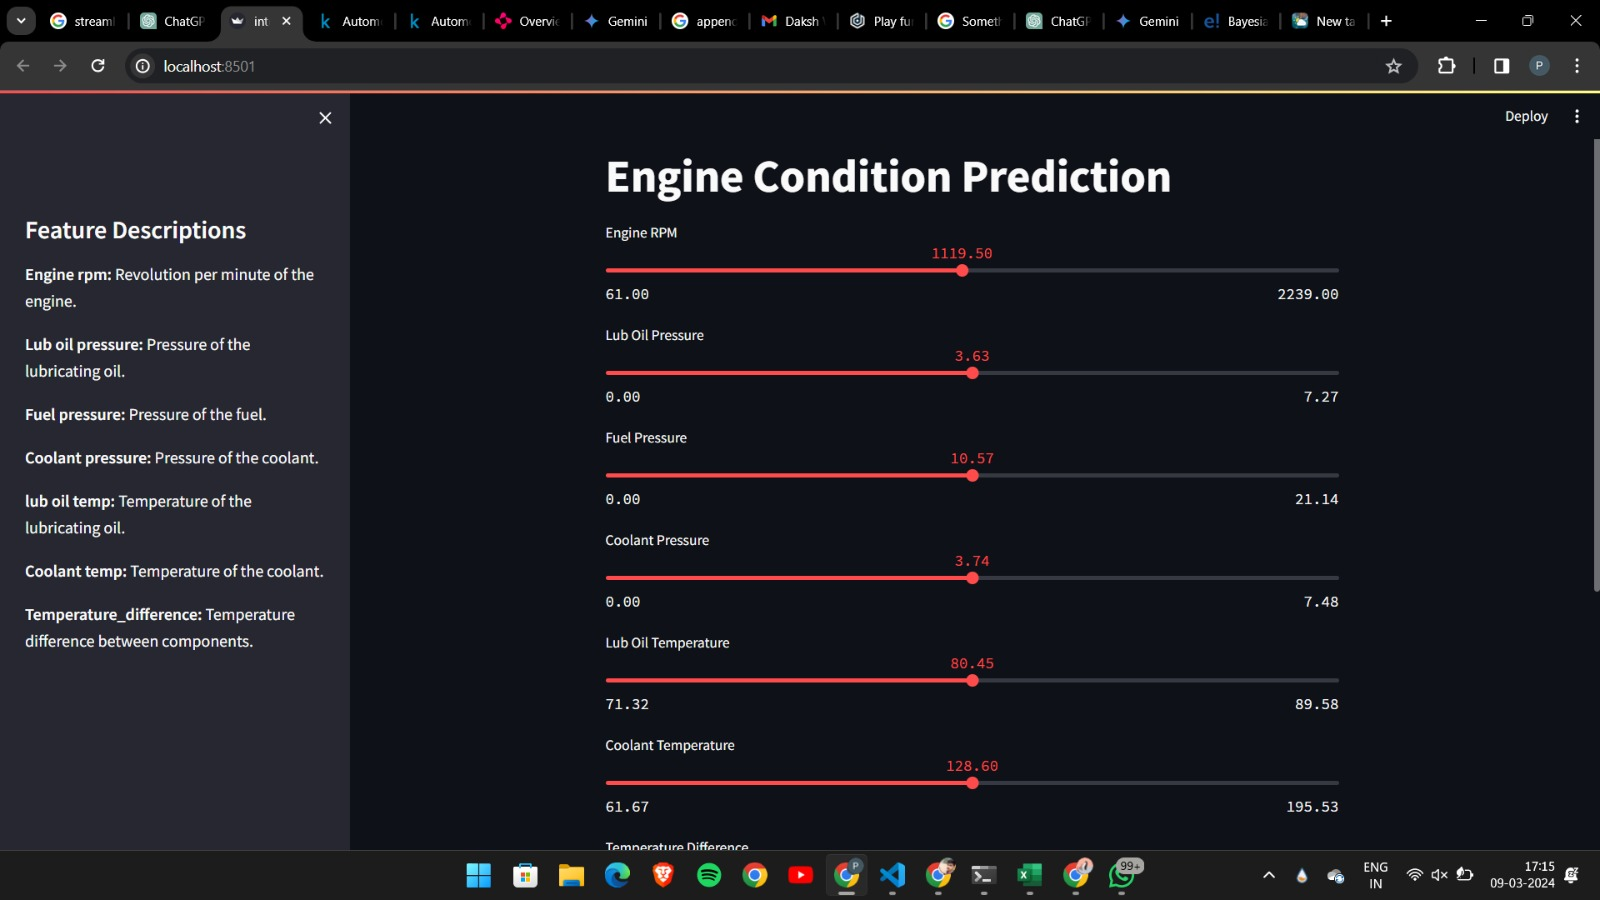 streaml
ChatGP
int
Autom
Autom
Overvie
Gemini
appenc
Daksh
Play fu
Someth
ChatGP
Gemini
e! Bayesia
New ta
localhost:8501
P
Deploy
Feature Descriptions
Engine rpm: Revolution per minute of the
engine.
Lub oil pressure: Pressure of the
lubricating oil.
Fuel pressure: Pressure of the fuel.
Coolant pressure: Pressure of the coolant.
lub oil temp: Temperature of the
lubricating oil.
Coolant temp: Temperature of the coolant.
Temperature_difference: Temperature
difference between components.
Engine Condition Prediction
Engine RPM
1119.50
61.00 2239.00
Lub Oil Pressure
3.63
0.00 7.27
Fuel Pressure
10.57
0.00 21.14
Coolant Pressure
3.74
0.00 7.48
Lub Oil Temperature
80.45
71.32 89.58
Coolant Temperature
128.60
61.67 195.53
Temperature Difference
99+
ENG
IN
17:15
09-03-2024